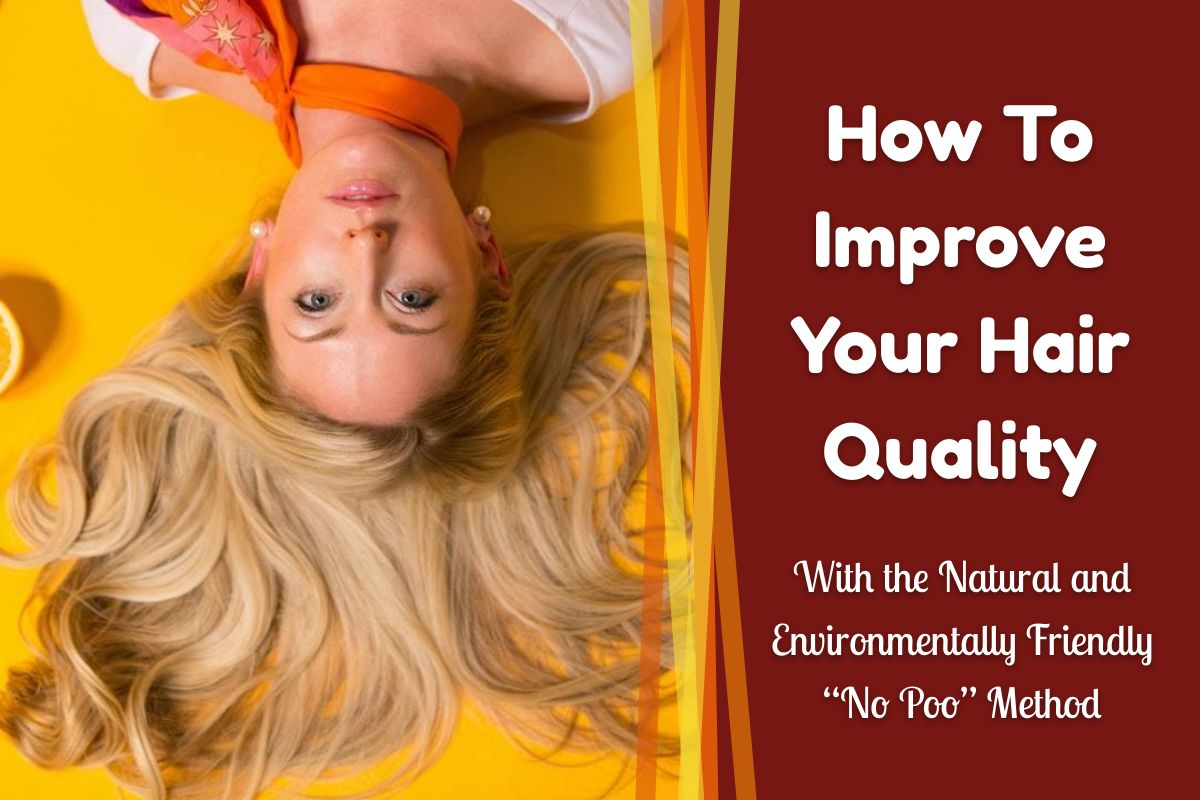 How To
Improve
Your Hair
Quality
With the Natural and
Environmentally Friendly
“No Poo” Method